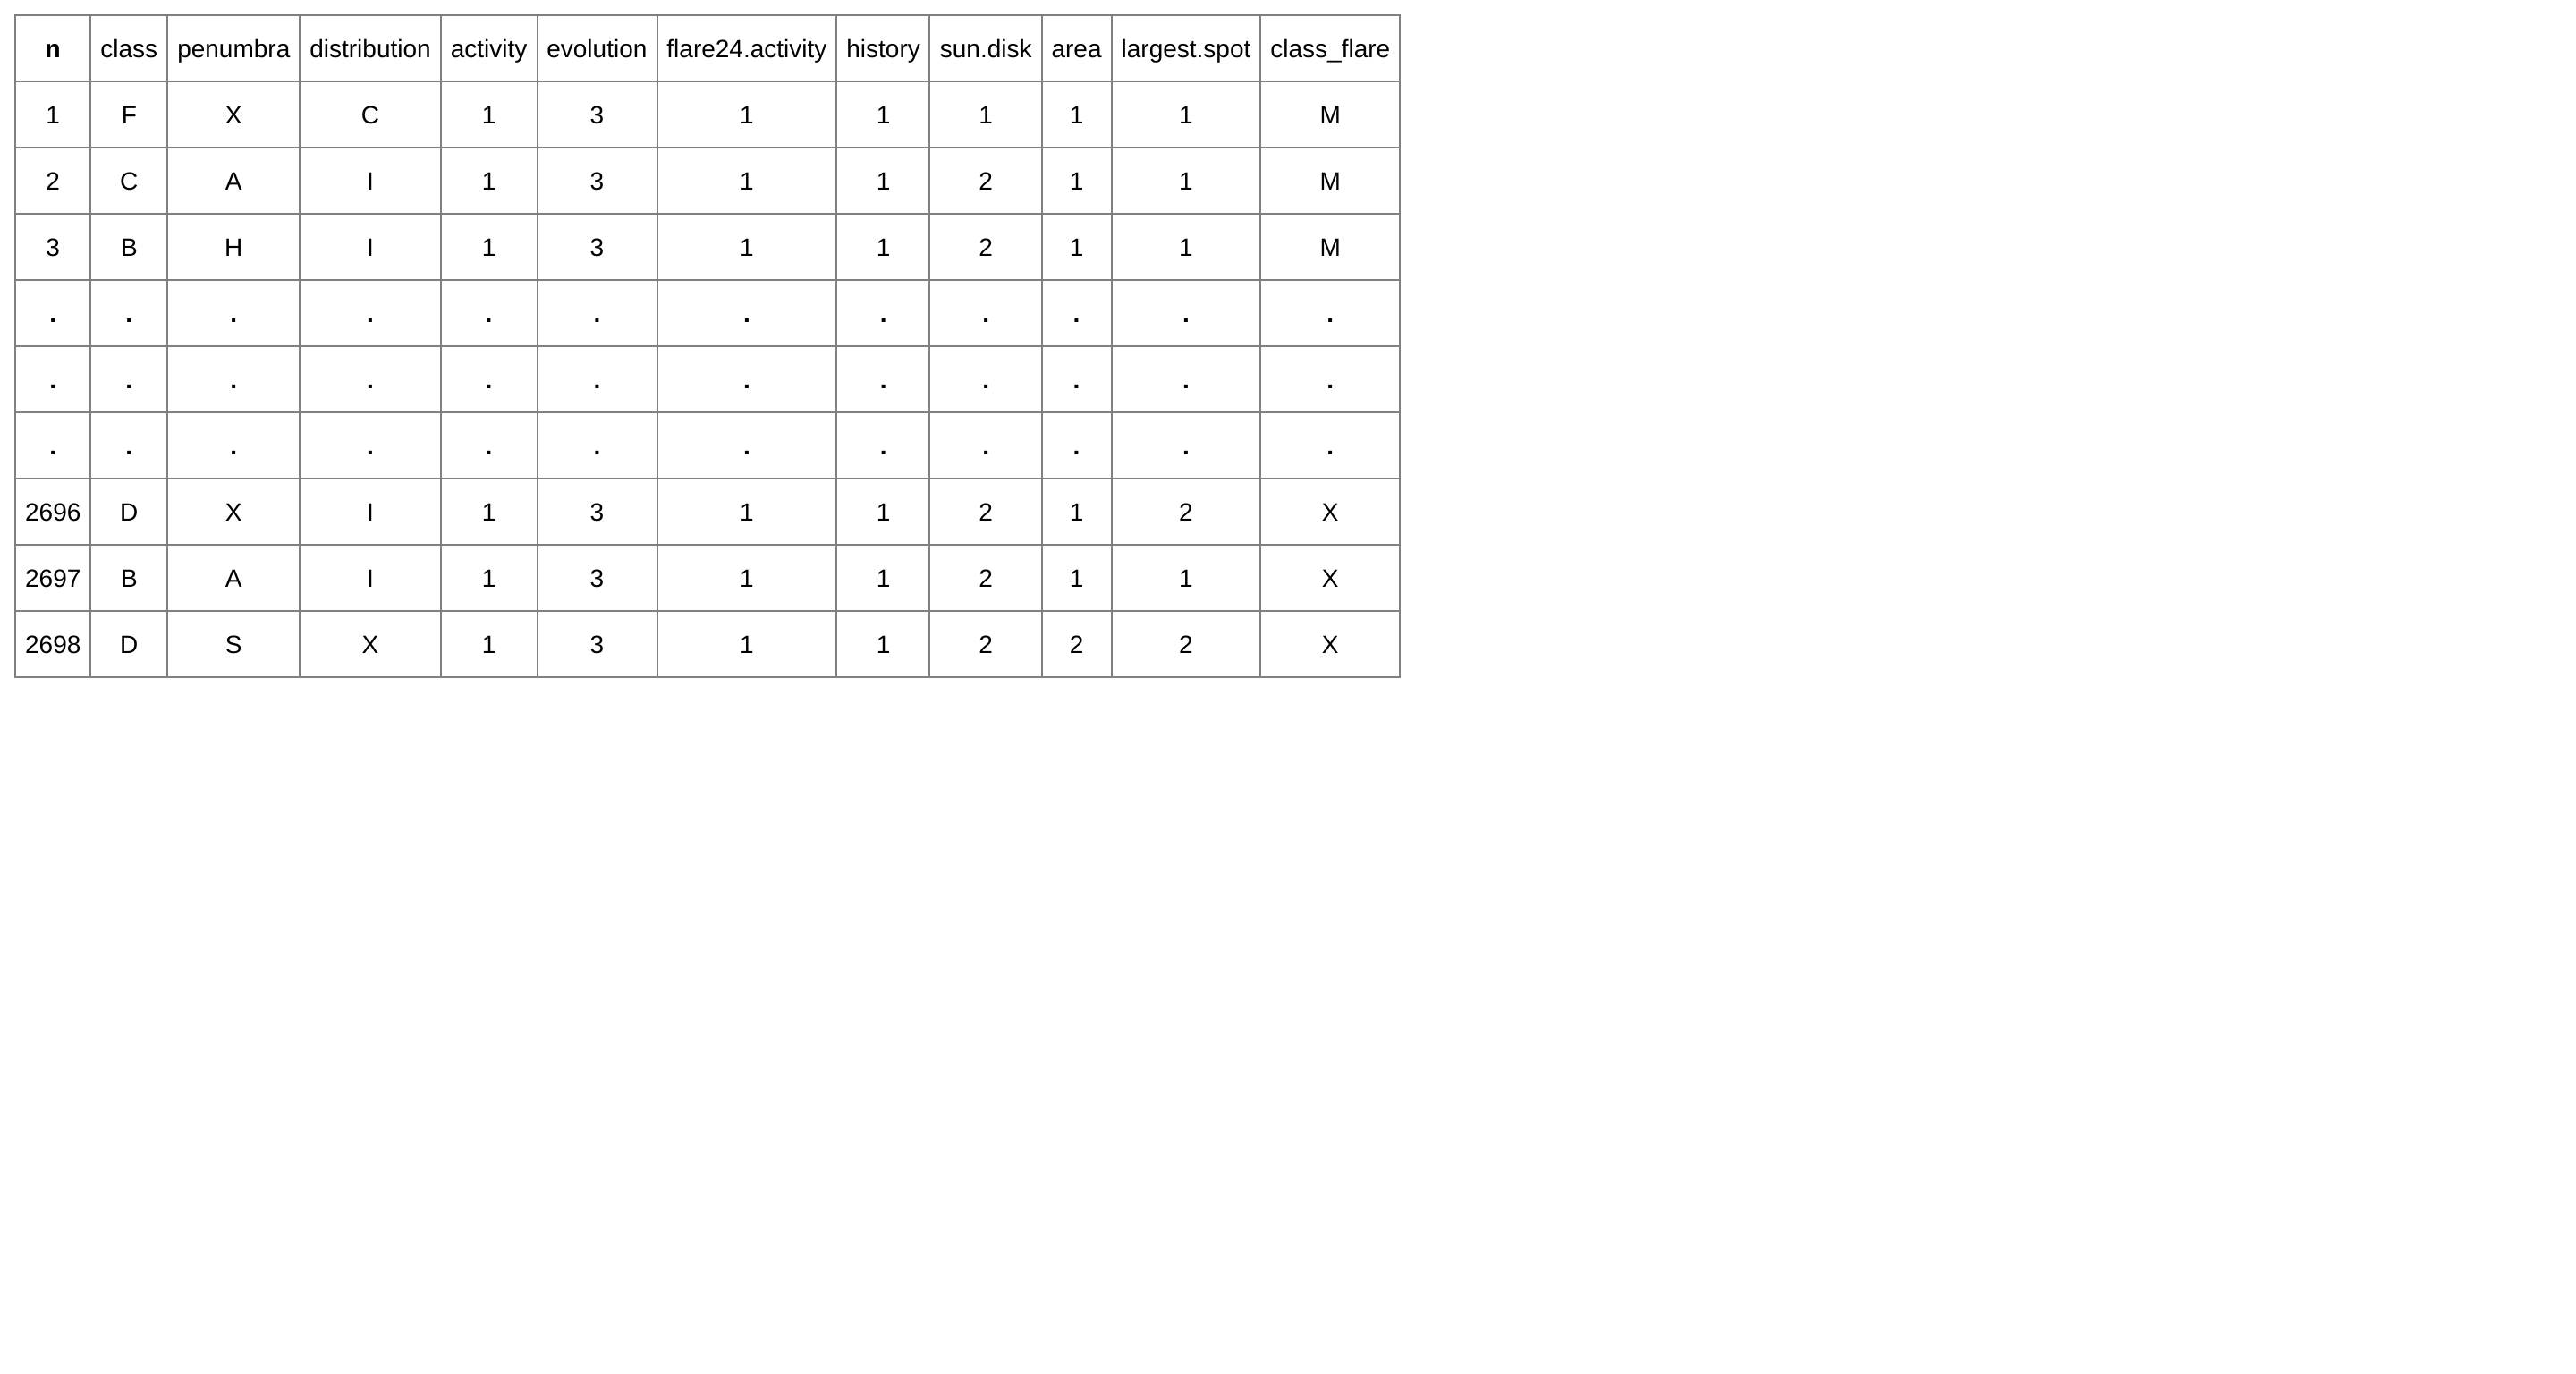 n class penumbra distribution activity evolution flare24.activity history sun.disk area largest.spot class_flare
1 F X C 1 3 1 1 1 1 1 M
2 C A I 1 3 1 1 2 1 1 M
3 B H I 1 3 1 1 2 1 1 M
. . . . . . . . . . . .
. . . . . . . . . . . .
. . . . . . . . . . . .
2696 D X I 1 3 1 1 2 1 2 X
2697 B A I 1 3 1 1 2 1 1 X
2698 D S X 1 3 1 1 2 2 2 X